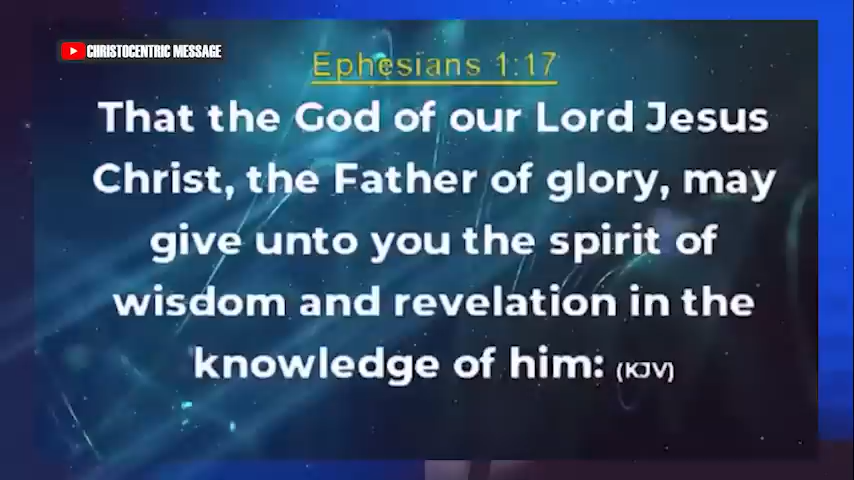 CHRISTOCENTRIC MESSAGE
Ephesians 1:17
That the God of our Lord Jesus
Christ, the Father of glory, may
give unto you the spirit of
wisdom and revelation in the
knowledge of him: (KJV)